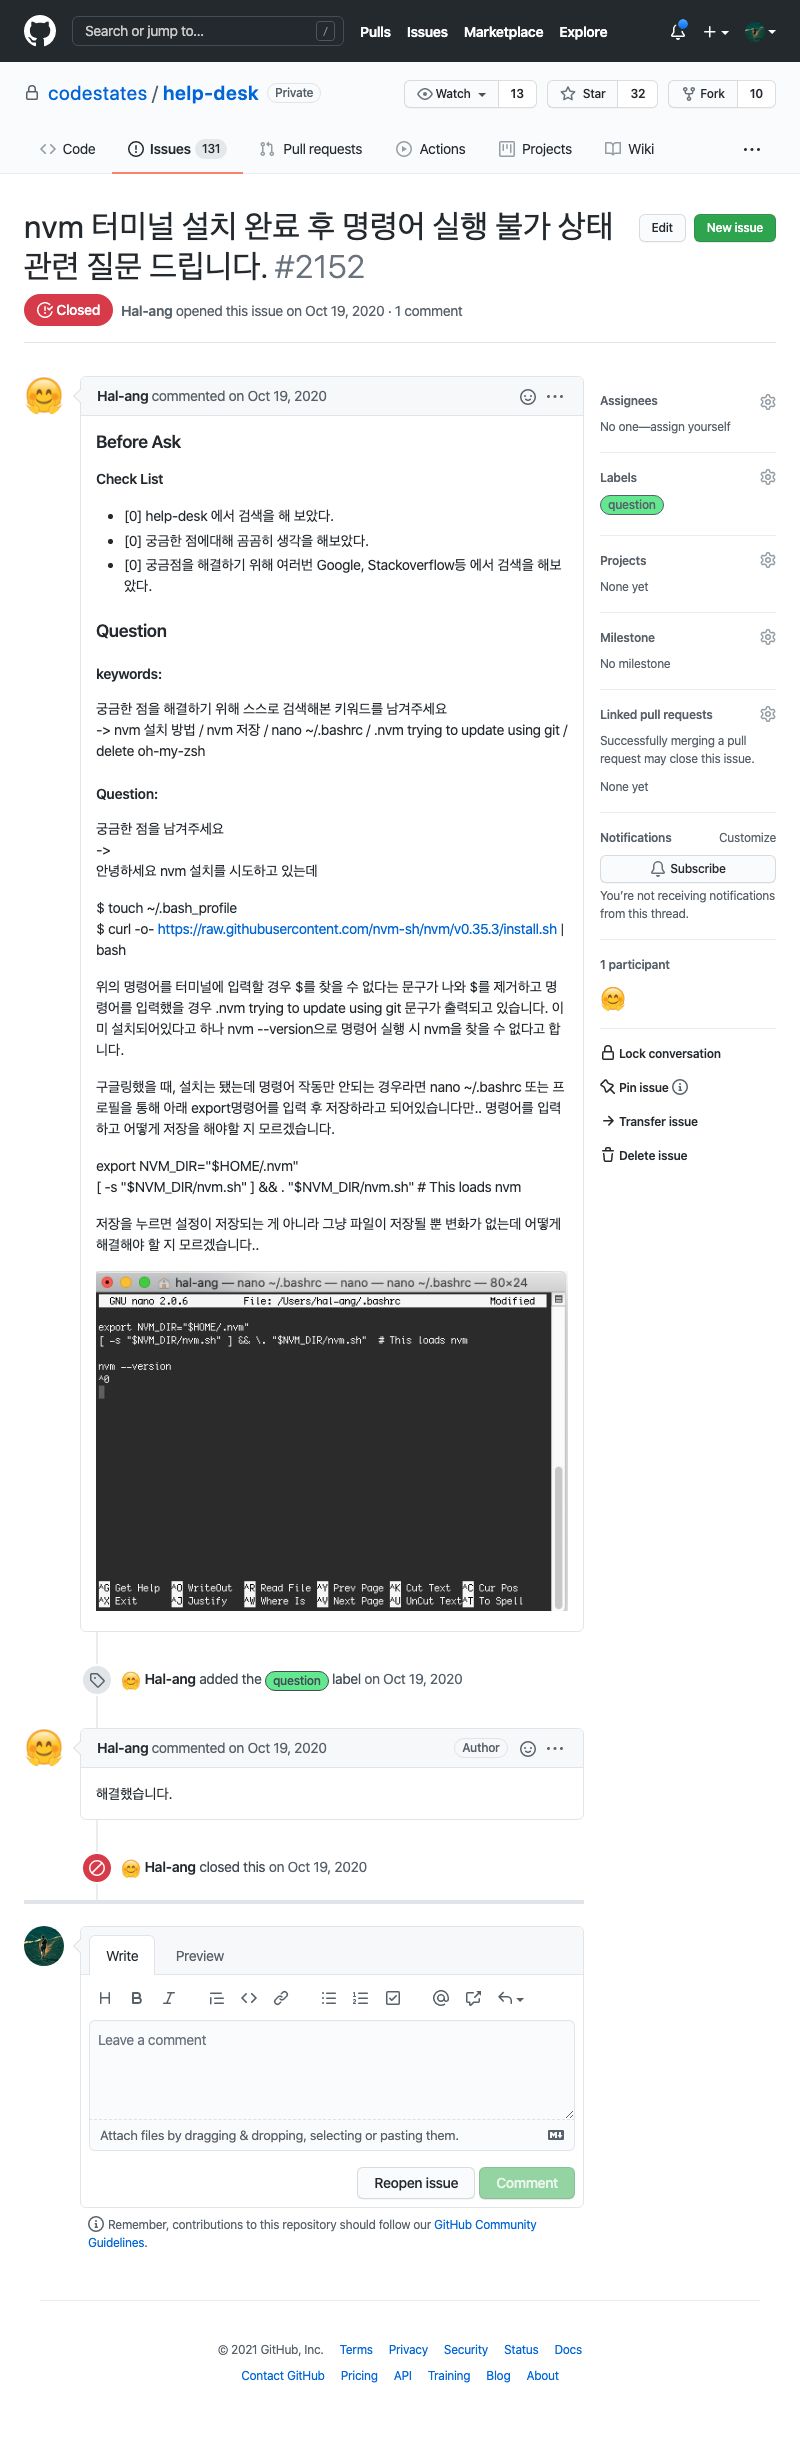 Search or jump to... /
Pulls Issues Marketplace Explore
codestates / help-desk Private
Watch 13 Star 32 Fork 10
Code Issues 131 Pull requests Actions Projects Wiki
nvm 터미널 설치 완료 후 명령어 실행 불가 상태
관련 질문 드립니다. #2152
Edit New issue
Closed Hal-ang opened this issue on Oct 19, 2020 · 1 comment
Hal-ang commented on Oct 19, 2020
Before Ask
Check List
[0] help-desk 에서 검색을 해 보았다.
[0] 궁금한 점에대해 곰곰히 생각을 해보았다.
[0] 궁금점을 해결하기 위해 여러번 Google, Stackoverflow등 에서 검색을 해보
았다.
Question
keywords:
궁금한 점을 해결하기 위해 스스로 검색해본 키워드를 남겨주세요
-> nvm 설치 방법 / nvm 저장 / nano ~/.bashrc / .nvm trying to update using git /
delete oh-my-zsh
Question:
궁금한 점을 남겨주세요
->
안녕하세요 nvm 설치를 시도하고 있는데
$ touch ~/.bash_profile
$ curl -o- https://raw.githubusercontent.com/nvm-sh/nvm/v0.35.3/install.sh |
bash
위의 명령어를 터미널에 입력할 경우 $를 찾을 수 없다는 문구가 나와 $를 제거하고 명
령어를 입력했을 경우 .nvm trying to update using git 문구가 출력되고 있습니다. 이
미 설치되어있다고 하나 nvm --version으로 명령어 실행 시 nvm을 찾을 수 없다고 합
니다.
구글링했을 때, 설치는 됐는데 명령어 작동만 안되는 경우라면 nano ~/.bashrc 또는 프
로필을 통해 아래 export명령어를 입력 후 저장하라고 되어있습니다만.. 명령어를 입력
하고 어떻게 저장을 해야할 지 모르겠습니다.
export NVM_DIR="$HOME/.nvm"
[ -s "$NVM_DIR/nvm.sh" ] && . "$NVM_DIR/nvm.sh" # This loads nvm
저장을 누르면 설정이 저장되는 게 아니라 그냥 파일이 저장될 뿐 변화가 없는데 어떻게
해결해야 할 지 모르겠습니다..
hal-ang — nano ~/.bashrc — nano — nano ~/.bashrc — 80×24
GNU nano 2.0.6 File: /Users/hal-ang/.bashrc Modified
export NVM_DIR="$HOME/.nvm"
[ -s "$NVM_DIR/nvm.sh" ] && \. "$NVM_DIR/nvm.sh" # This loads nvm
nvm --version
^0
^G Get Help ^O WriteOut ^R Read File ^Y Prev Page ^K Cut Text ^C Cur Pos
^X Exit ^J Justify ^W Where Is ^V Next Page ^U UnCut Text ^T To Spell
Hal-ang added the question label on Oct 19, 2020
Hal-ang commented on Oct 19, 2020 Author
해결했습니다.
Hal-ang closed this on Oct 19, 2020
Write Preview
Leave a comment
Attach files by dragging & dropping, selecting or pasting them.
Reopen issue Comment
Remember, contributions to this repository should follow our GitHub Community
Guidelines.
Assignees
No one—assign yourself
Labels
question
Projects
None yet
Milestone
No milestone
Linked pull requests
Successfully merging a pull
request may close this issue.
None yet
Notifications Customize
Subscribe
You're not receiving notifications
from this thread.
1 participant
Lock conversation
Pin issue
Transfer issue
Delete issue
© 2021 GitHub, Inc. Terms Privacy Security Status Docs
Contact GitHub Pricing API Training Blog About